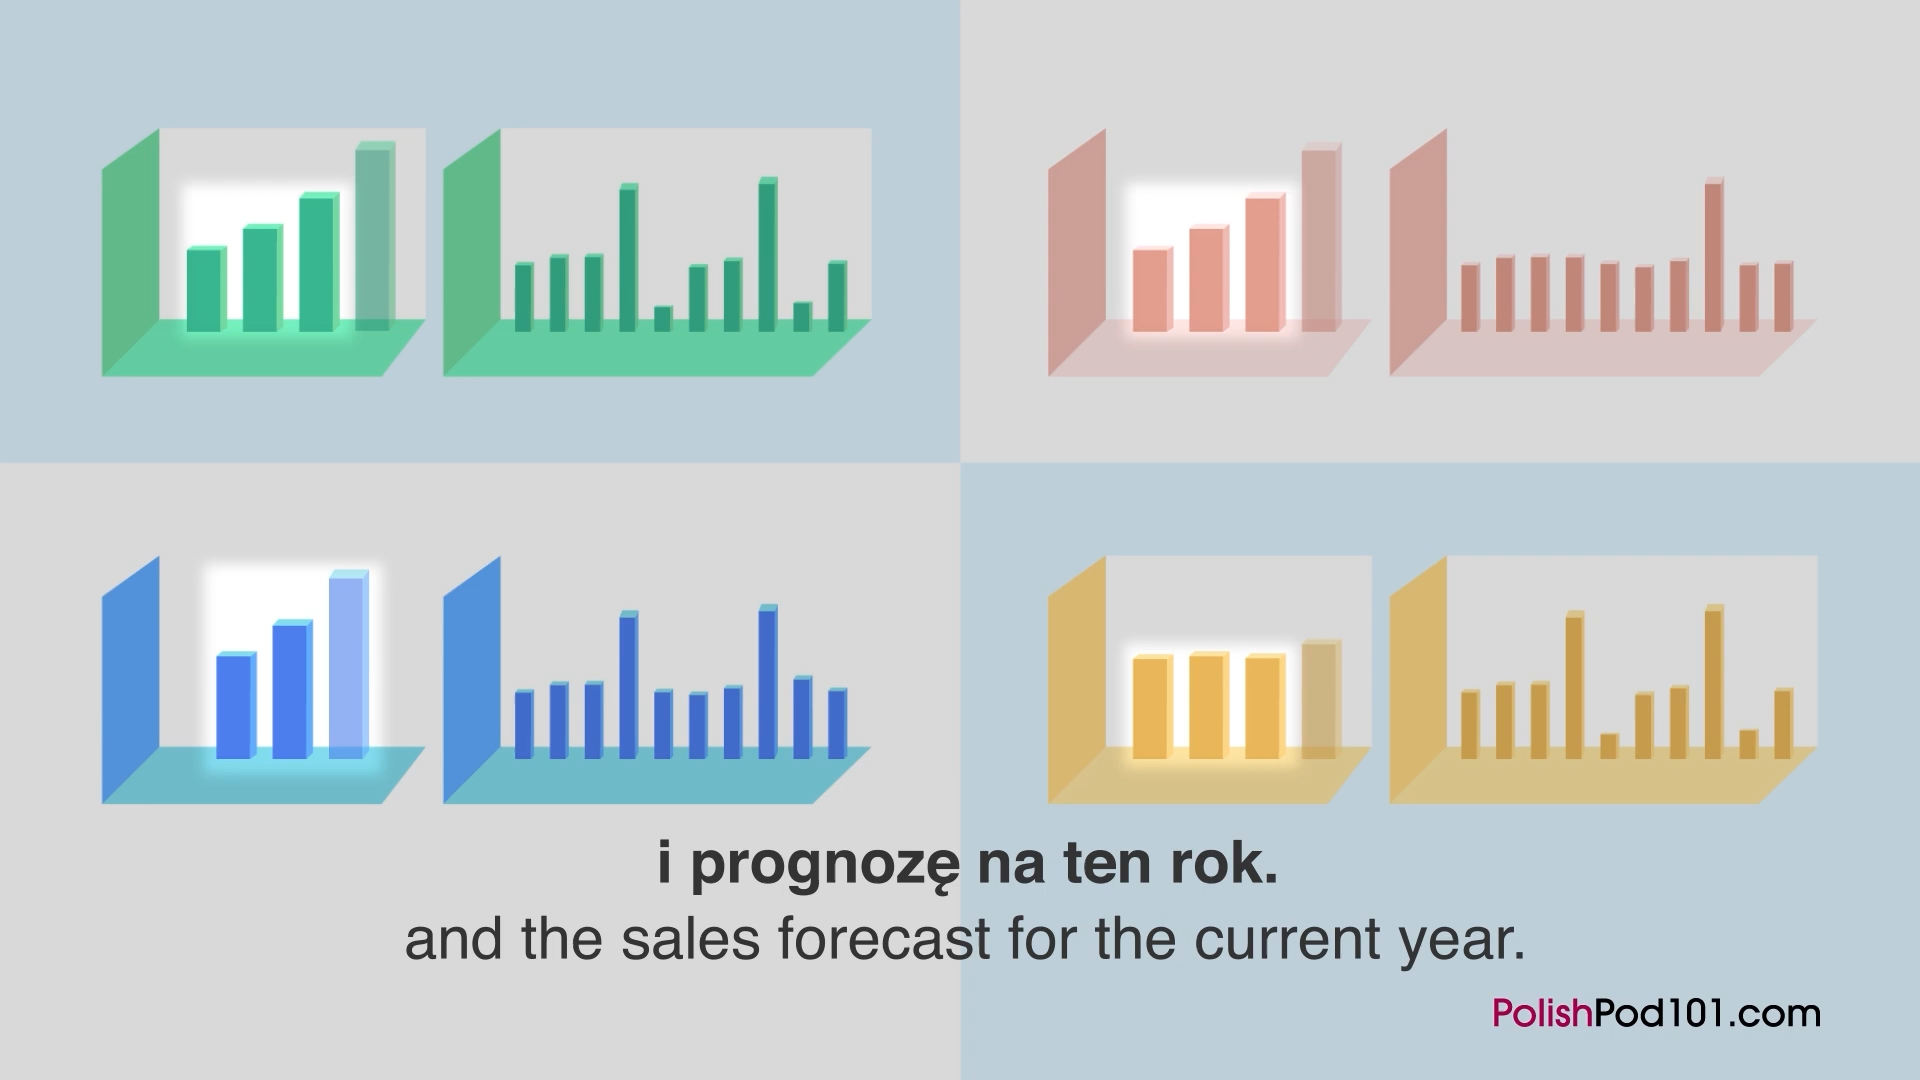 i prognozę na ten rok.
and the sales forecast for the current year.
PolishPod101.com